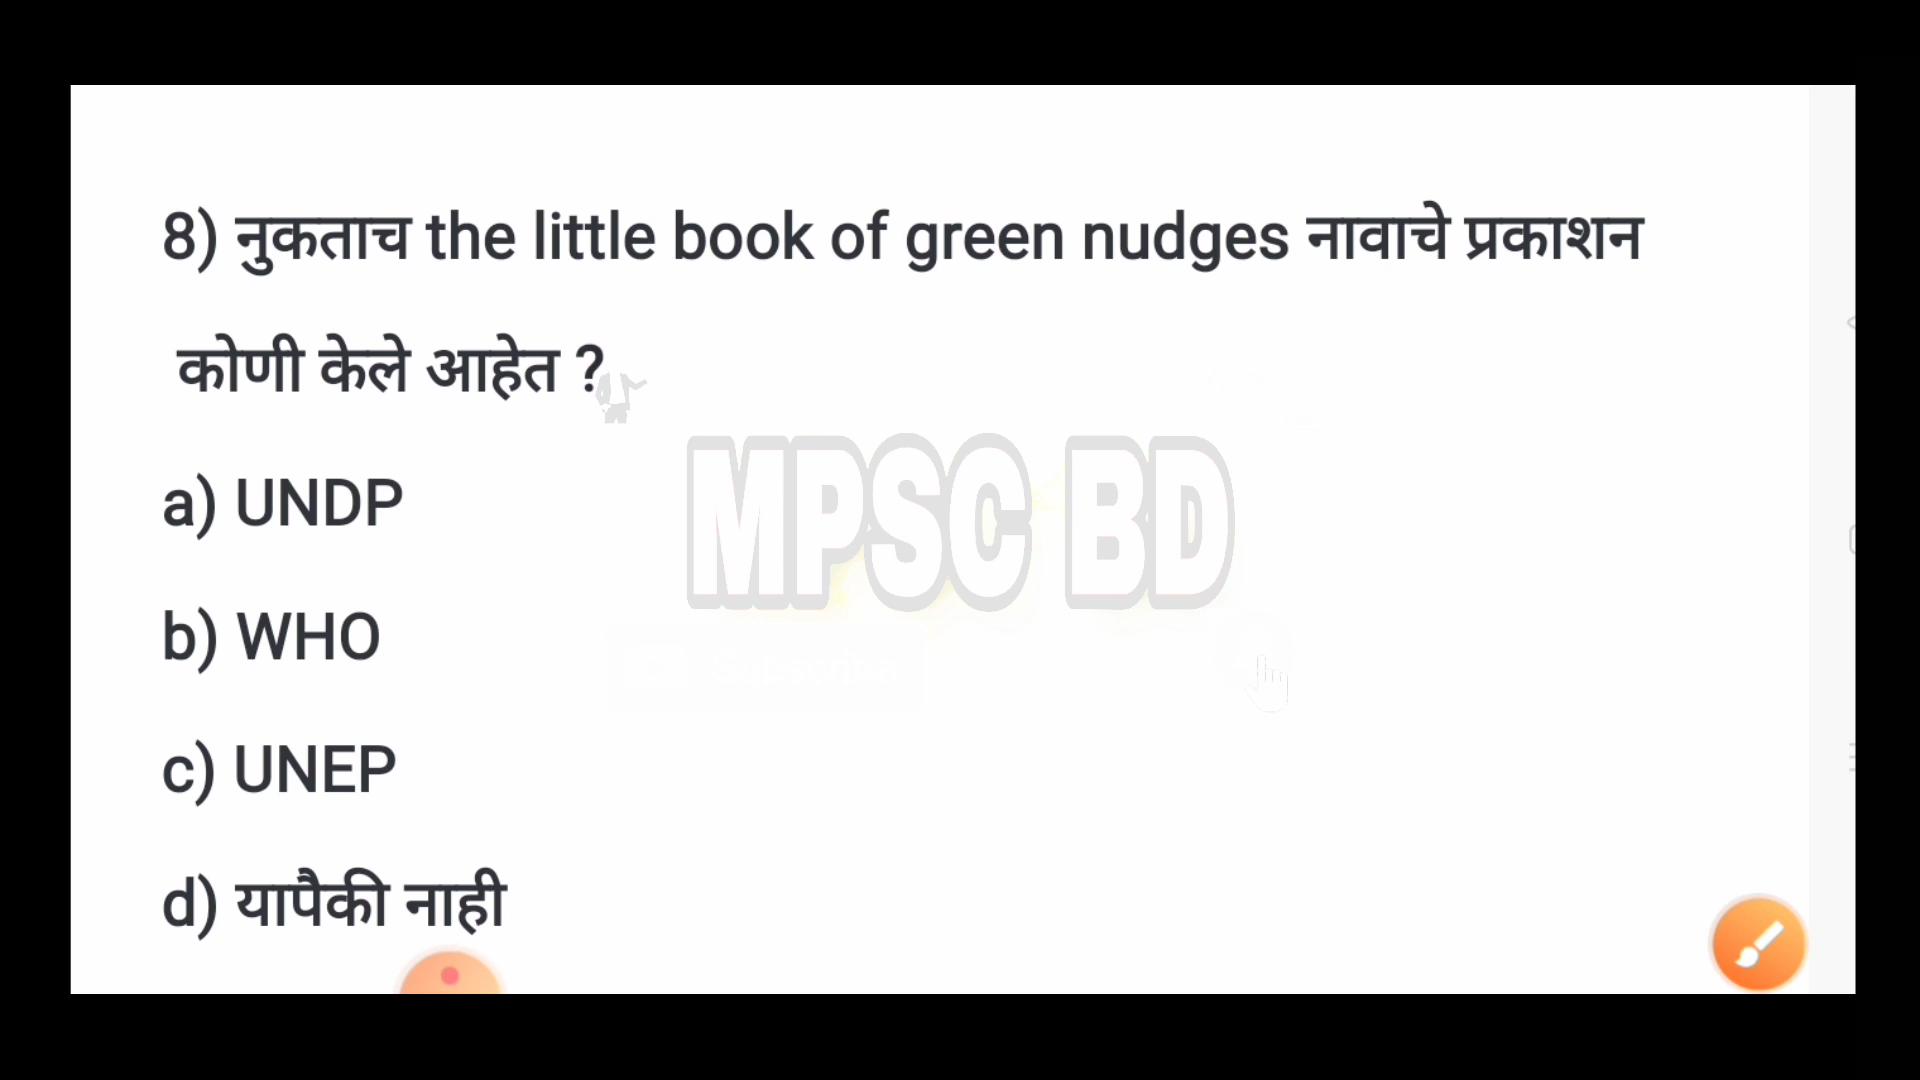 8) नुकताच the little book of green nudges नावाचे प्रकाशन
कोणी केले आहेत ?
MPSC BD
a) UNDP
b) WHO
c) UNEP
d) यापैकी नाही